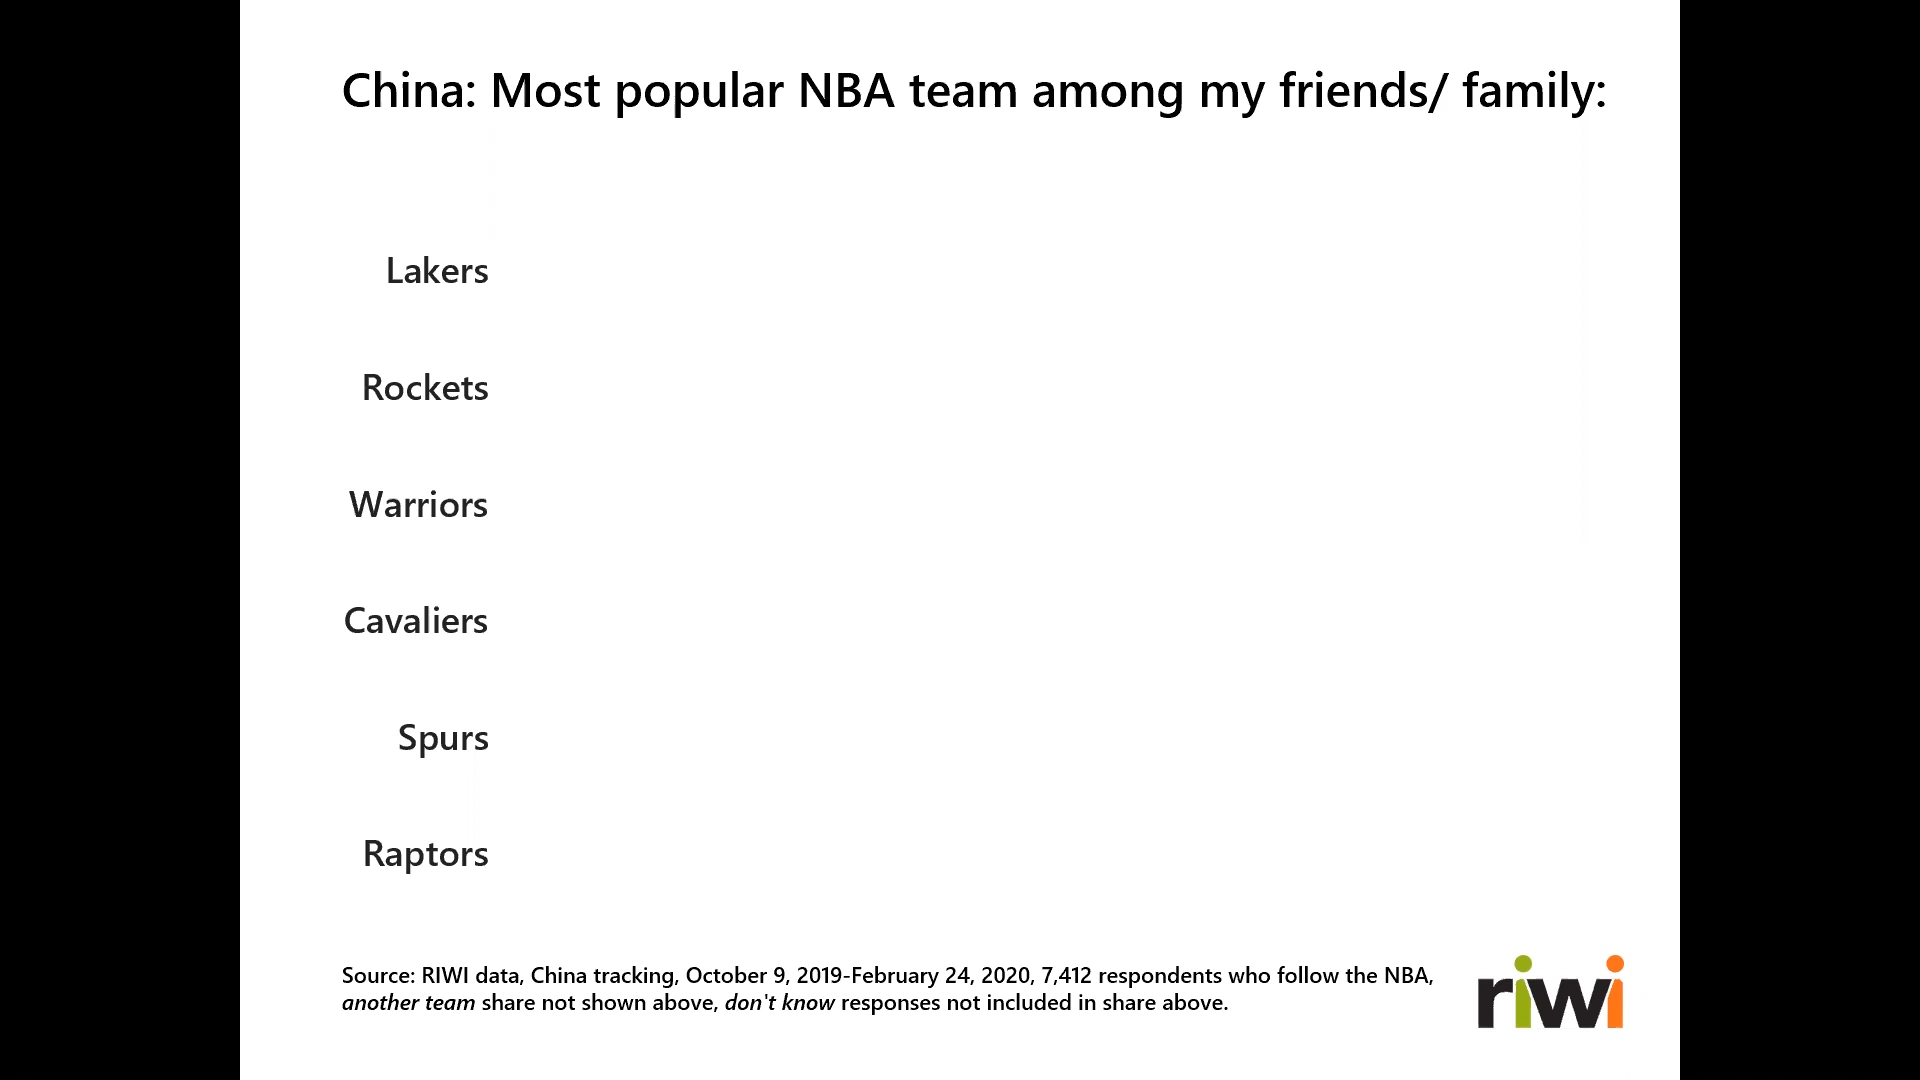 China: Most popular NBA team among my friends/ family:
Lakers
Rockets
Warriors
Cavaliers
Spurs
Raptors
Source: RIWI data, China tracking, October 9, 2019-February 24, 2020, 7,412 respondents who follow the NBA,
another team share not shown above, don't know responses not included in share above.
riwi